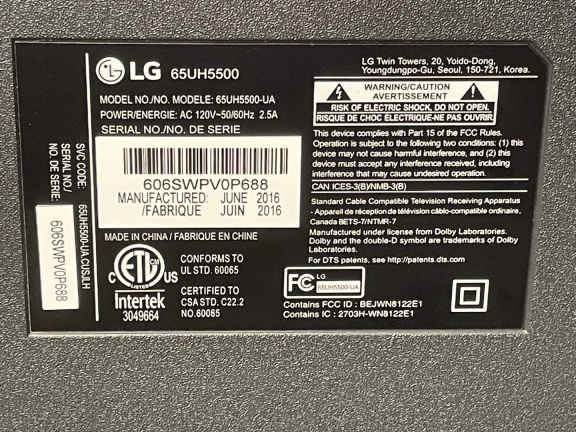 LG 65UH5500
MODEL NO./NO. MODELE: 65UH5500-UA
POWER/ENERGIE: AC 120V~50/60Hz 2.5A
SERIAL NO./NO. DE SERIE
606SWPV0P688
MANUFACTURED: JUNE 2016
/FABRIQUE JUIN 2016
MADE IN CHINA / FABRIQUE EN CHINE
C ETL US
LISTED
Intertek
3049664
CONFORMS TO
UL STD. 60065
CERTIFIED TO
CSA STD. C22.2
NO.60065
SVC CODE: 65UH5500-UA.CUSJLH
SERIAL NO./
NO. DE SERIE:
606SWPV0P688
LG Twin Towers, 20, Yoido-Dong,
Youngdungpo-Gu, Seoul, 150-721, Korea.
WARNING/CAUTION
AVERTISSEMENT
RISK OF ELECTRIC SHOCK, DO NOT OPEN.
RISQUE DE CHOC ÉLECTRIQUE-NE PAS OUVRIR
This device complies with Part 15 of the FCC Rules.
Operation is subject to the following two conditions: (1) this
device may not cause harmful interference, and (2) this
device must accept any interference received, including
interference that may cause undesired operation.
CAN ICES-3(B)/NMB-3(B)
Standard Cable Compatible Television Receiving Apparatus
- Appareil de réception de télévision câblo-compatible ordinaire,
Canada BETS-7/NTMR-7
Manufactured under license from Dolby Laboratories.
Dolby and the double-D symbol are trademarks of Dolby
Laboratories.
For DTS patents, see http://patents.dts.com
FC LG
65UH5500-UA
Contains FCC ID : BEJWN8122E1
Contains IC : 2703H-WN8122E1